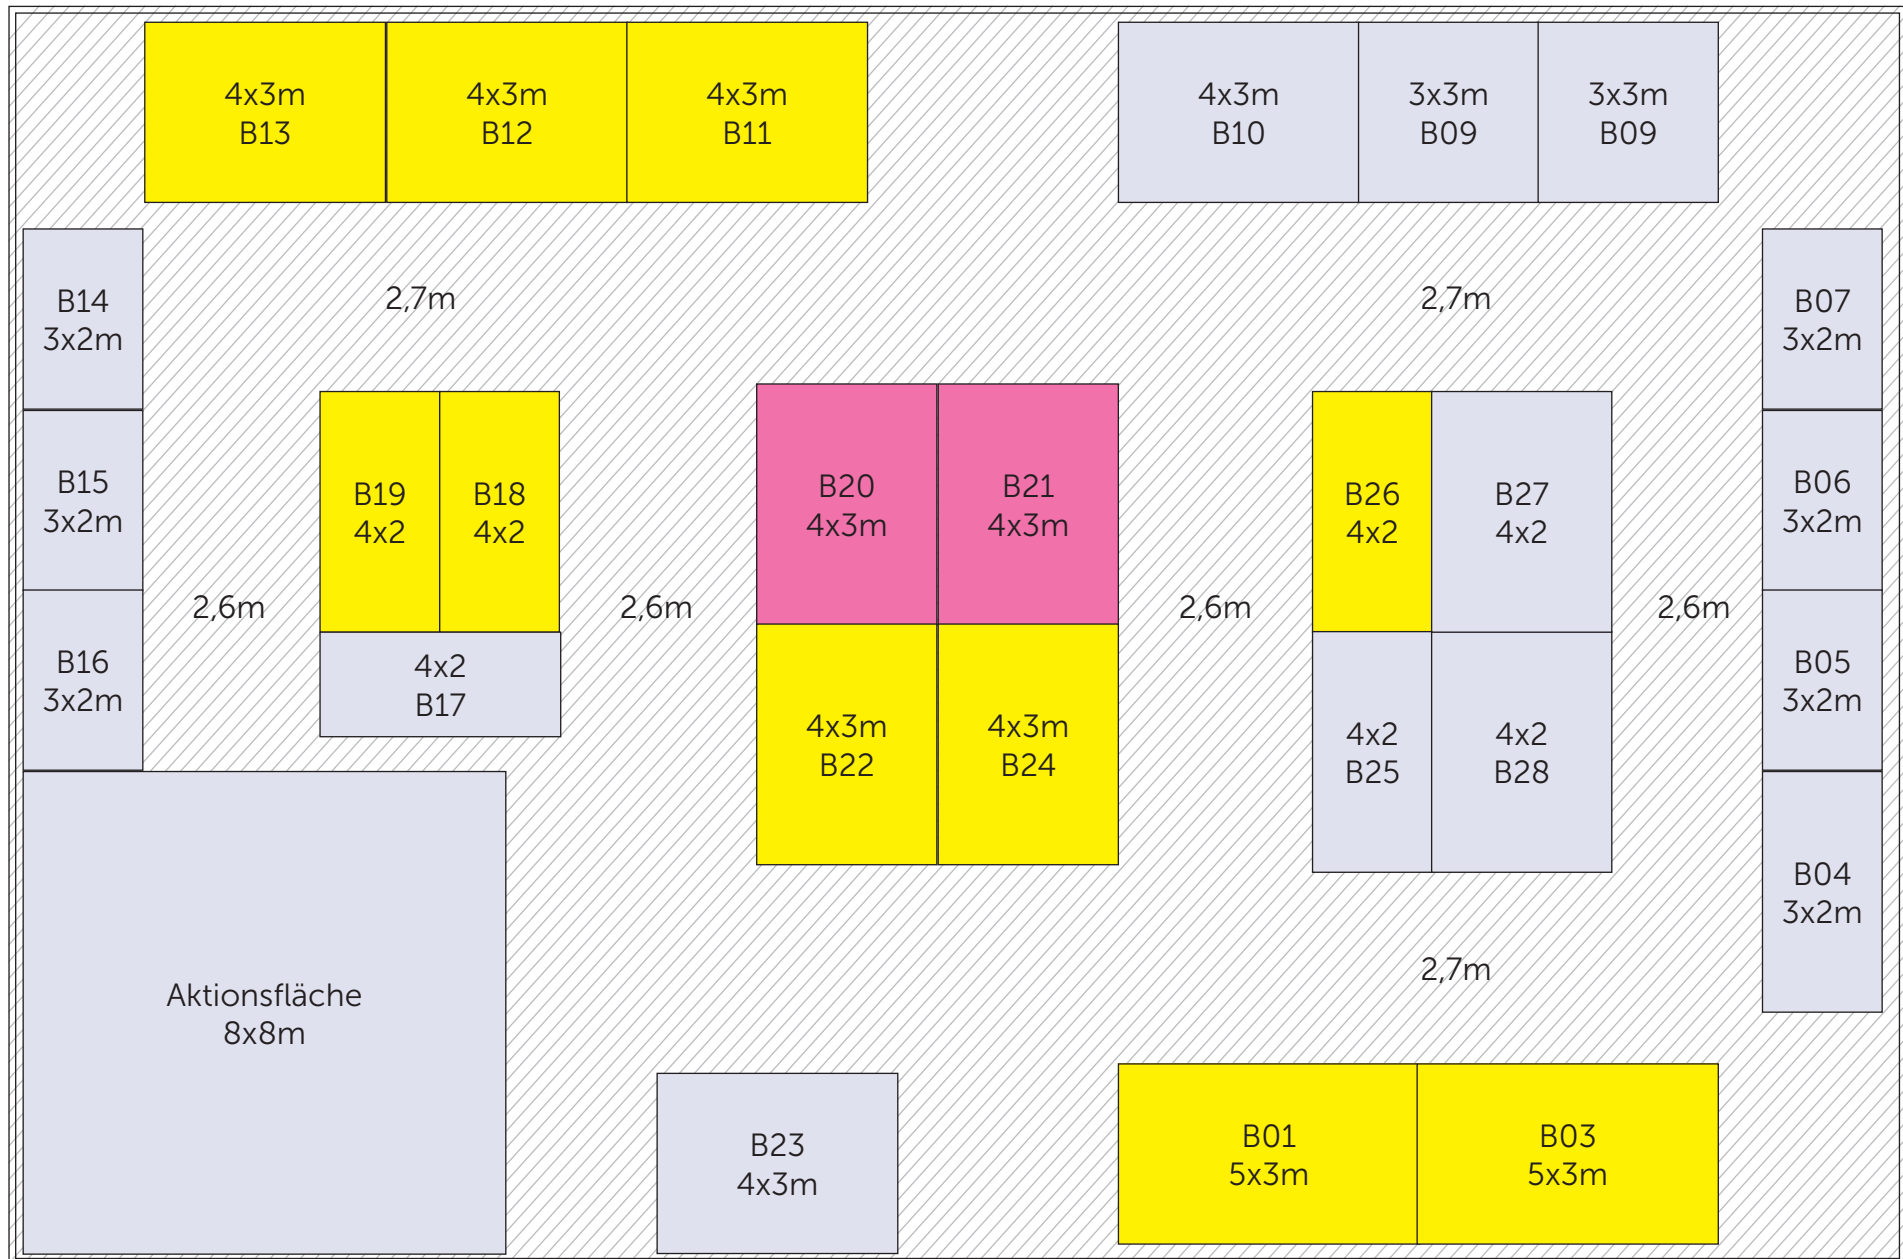 4x3m
B13
4x3m
B12
4x3m
B11
4x3m
B10
3x3m
B09
3x3m
B09
B14
3x2m
2,7m
2,7m
B07
3x2m
B15
3x2m
B19
4x2
B18
4x2
B20
4x3m
B21
4x3m
B26
4x2
B27
4x2
B06
3x2m
2,6m
2,6m
2,6m
2,6m
B16
3x2m
4x2
B17
4x3m
B22
4x3m
B24
4x2
B25
4x2
B28
B05
3x2m
B04
3x2m
2,7m
Aktionsfläche
8x8m
B23
4x3m
B01
5x3m
B03
5x3m